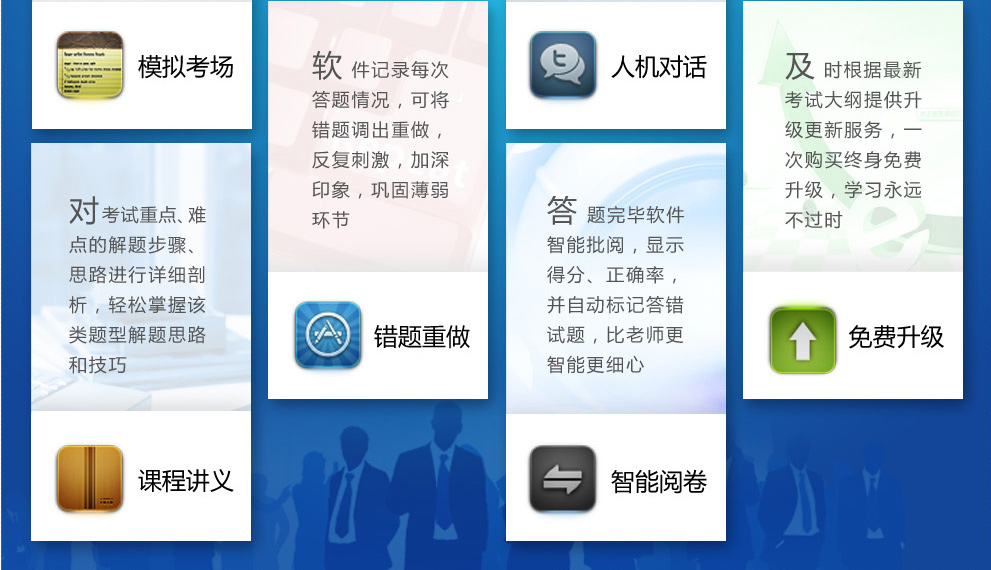 模拟考场
对考试重点、难
点的解题步骤、
思路进行详细剖
析，轻松掌握该
类题型解题思路
和技巧
课程讲义
软件记录每次
答题情况，可将
错题调出重做，
反复刺激，加深
印象，巩固薄弱
环节
错题重做
人机对话
答题完毕软件
智能批阅，显示
得分、正确率，
并自动标记答错
试题，比老师更
智能更细心
智能阅卷
及时根据最新
考试大纲提供升
级更新服务，一
次购买终身免费
升级，学习永远
不过时
免费升级